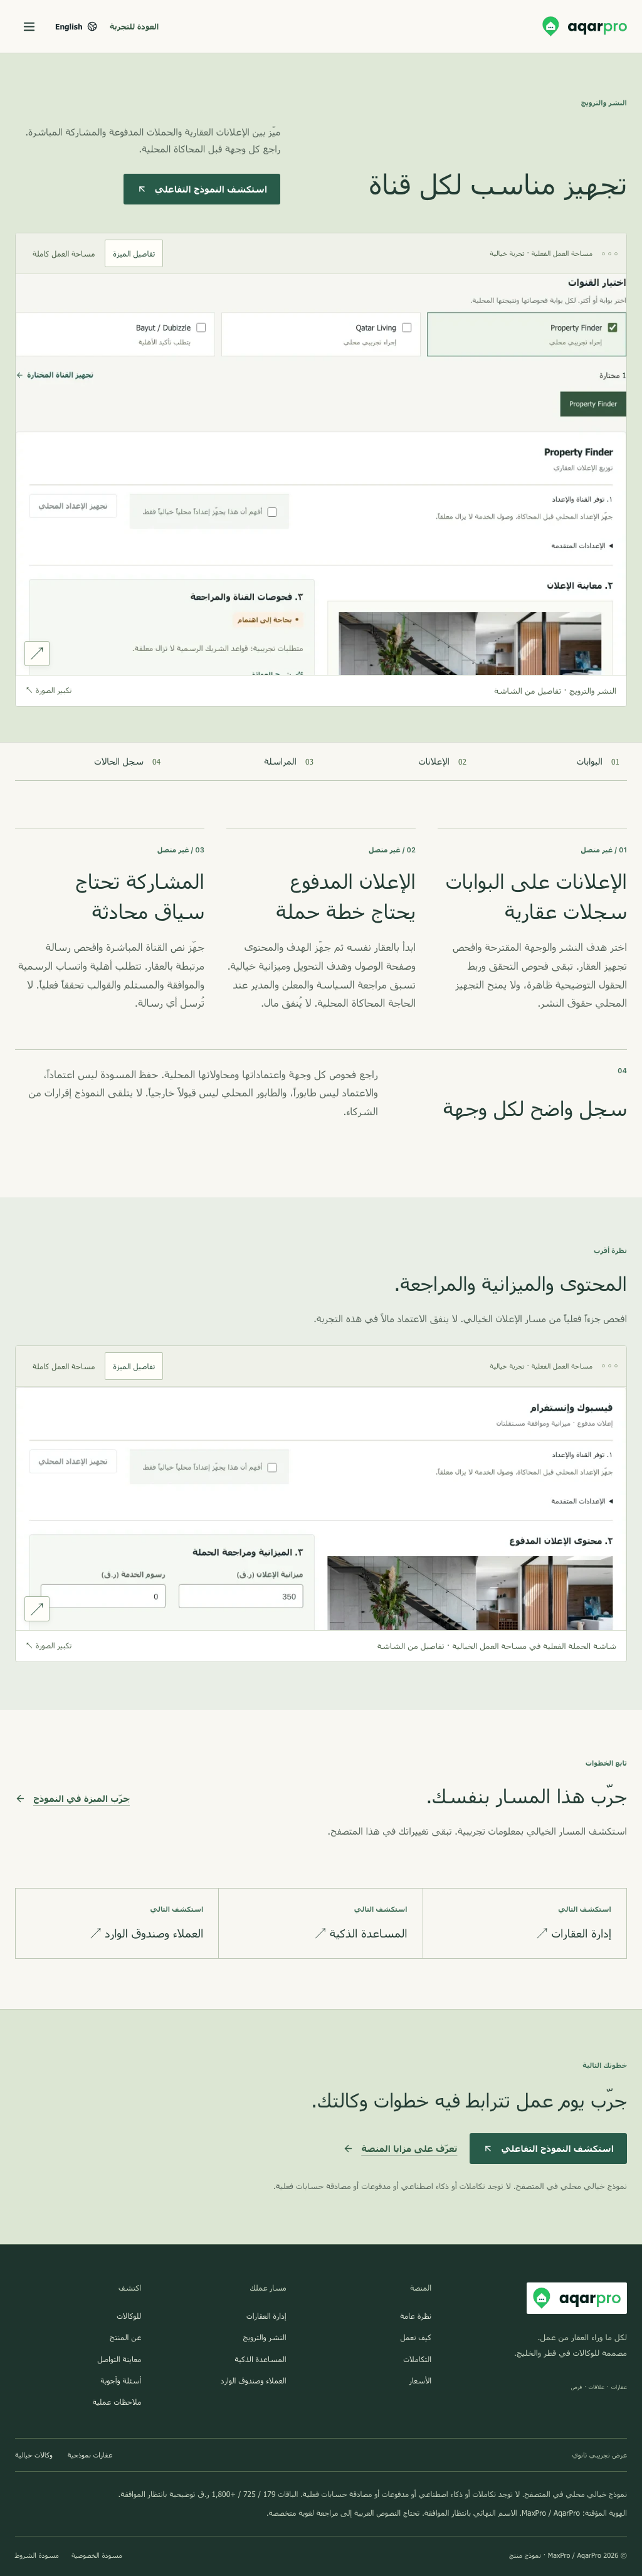 aqarpro
العودة للتجربة
English
النشر والترويج
تجهيز مناسب لكل قناة
ميّز بين الإعلانات العقارية والحملات المدفوعة والمشاركة المباشرة.
راجع كل وجهة قبل المحاكاة المحلية.
استكشف النموذج التفاعلي
مساحة العمل الفعلية · تجربة خيالية
تفاصيل الميزة
مساحة العمل كاملة
اختيار القنوات
اختر بوابة أو أكثر. لكل بوابة فحوصاتها ونتيجتها المحلية.
Property Finder
إجراء تجريبي محلي
Qatar Living
إجراء تجريبي محلي
Bayut / Dubizzle
يتطلب تأكيد الأهلية
1 مختارة
تجهيز القناة المختارة ←
Property Finder
Property Finder
توزيع الإعلان العقاري
١. توفر القناة والإعداد
جهّز الإعداد المحلي قبل المحاكاة. وصول الخدمة لا يزال معلقاً.
أفهم أن هذا يجهّز إعداداً محلياً خيالياً فقط.
تجهيز الإعداد المحلي
الإعدادات المتقدمة
٢. معاينة الإعلان
٣. فحوصات القناة والمراجعة
بحاجة إلى اهتمام
متطلبات تجريبية: قواعد الشريك الرسمية لا تزال معلقة.
النشر والترويج · تفاصيل من الشاشة
تكبير الصورة
01 البوابات
02 الإعلانات
03 المراسلة
04 سجل الحالات
01 / غير متصل
الإعلانات على البوابات
سجلات عقارية
اختر هدف النشر والوجهة المقترحة وافحص
تجهيز العقار. تبقى فحوص التحقق وربط
الحقول التوضيحية ظاهرة، ولا يمنح التجهيز
المحلي حقوق النشر.
02 / غير متصل
الإعلان المدفوع
يحتاج خطة حملة
ابدأ بالعقار نفسه ثم جهّز الهدف والمحتوى
وصفحة الوصول وهدف التحويل وميزانية خيالية.
تسبق مراجعة السياسة والمعلن والمدير عند
الحاجة المحاكاة المحلية. لا يُنفق مال.
03 / غير متصل
المشاركة تحتاج
سياق محادثة
جهّز نص القناة المباشرة وافحص رسالة
مرتبطة بالعقار. تتطلب أهلية واتساب الرسمية
والموافقة والمستلم والقوالب تحققاً فعلياً. لا
تُرسل أي رسالة.
04
سجل واضح لكل وجهة
راجع فحوص كل وجهة واعتماداتها ومحاولاتها المحلية. حفظ المسودة ليس اعتماداً،
والاعتماد ليس طابوراً، والطابور المحلي ليس قبولاً خارجياً. لا يتلقى النموذج إقرارات من
الشركاء.
نظرة أقرب
المحتوى والميزانية والمراجعة.
افحص جزءاً فعلياً من مسار الإعلان الخيالي. لا ينفق الاعتماد مالاً في هذه التجربة.
مساحة العمل الفعلية · تجربة خيالية
تفاصيل الميزة
مساحة العمل كاملة
فيسبوك وإنستغرام
إعلان مدفوع · ميزانية وموافقة مستقلتان
١. توفر القناة والإعداد
جهّز الإعداد المحلي قبل المحاكاة. وصول الخدمة لا يزال معلقاً.
أفهم أن هذا يجهّز إعداداً محلياً خيالياً فقط.
تجهيز الإعداد المحلي
الإعدادات المتقدمة
٢. محتوى الإعلان المدفوع
٣. الميزانية ومراجعة الحملة
ميزانية الإعلان (ر.ق)
350
رسوم الخدمة (ر.ق)
0
شاشة الحملة الفعلية في مساحة العمل الخيالية · تفاصيل من الشاشة
تكبير الصورة
تابع الخطوات
جرّب هذا المسار بنفسك.
جرّب الميزة في النموذج ←
استكشف المسار الخيالي بمعلومات تجريبية. تبقى تغييراتك في هذا المتصفح.
استكشف التالي
إدارة العقارات
استكشف التالي
المساعدة الذكية
استكشف التالي
العملاء وصندوق الوارد
خطوتك التالية
جرّب يوم عمل تترابط فيه خطوات وكالتك.
استكشف النموذج التفاعلي
تعرّف على مزايا المنصة ←
نموذج خيالي محلي في المتصفح. لا توجد تكاملات أو ذكاء اصطناعي أو مدفوعات أو مصادقة حسابات فعلية.
aqarpro
لكل ما وراء العقار من عمل.
مصممة للوكالات في قطر والخليج.
عقارات · علاقات · فرص
المنصة
نظرة عامة
كيف تعمل
التكاملات
الأسعار
مسار عملك
إدارة العقارات
النشر والترويج
المساعدة الذكية
العملاء وصندوق الوارد
اكتشف
للوكالات
عن المنتج
معاينة التواصل
أسئلة وأجوبة
ملاحظات عملية
عرض تجريبي ثانوي
عقارات نموذجية
وكالات خيالية
نموذج خيالي محلي في المتصفح. لا توجد تكاملات أو ذكاء اصطناعي أو مدفوعات أو مصادقة حسابات فعلية. الباقات 179 / 725 / +1,800 ر.ق توضيحية بانتظار الموافقة.
الهوية المؤقتة: MaxPro / AqarPro. الاسم النهائي بانتظار الموافقة. تحتاج النصوص العربية إلى مراجعة لغوية متخصصة.
© 2026 MaxPro / AqarPro · نموذج منتج
مسودة الخصوصية
مسودة الشروط